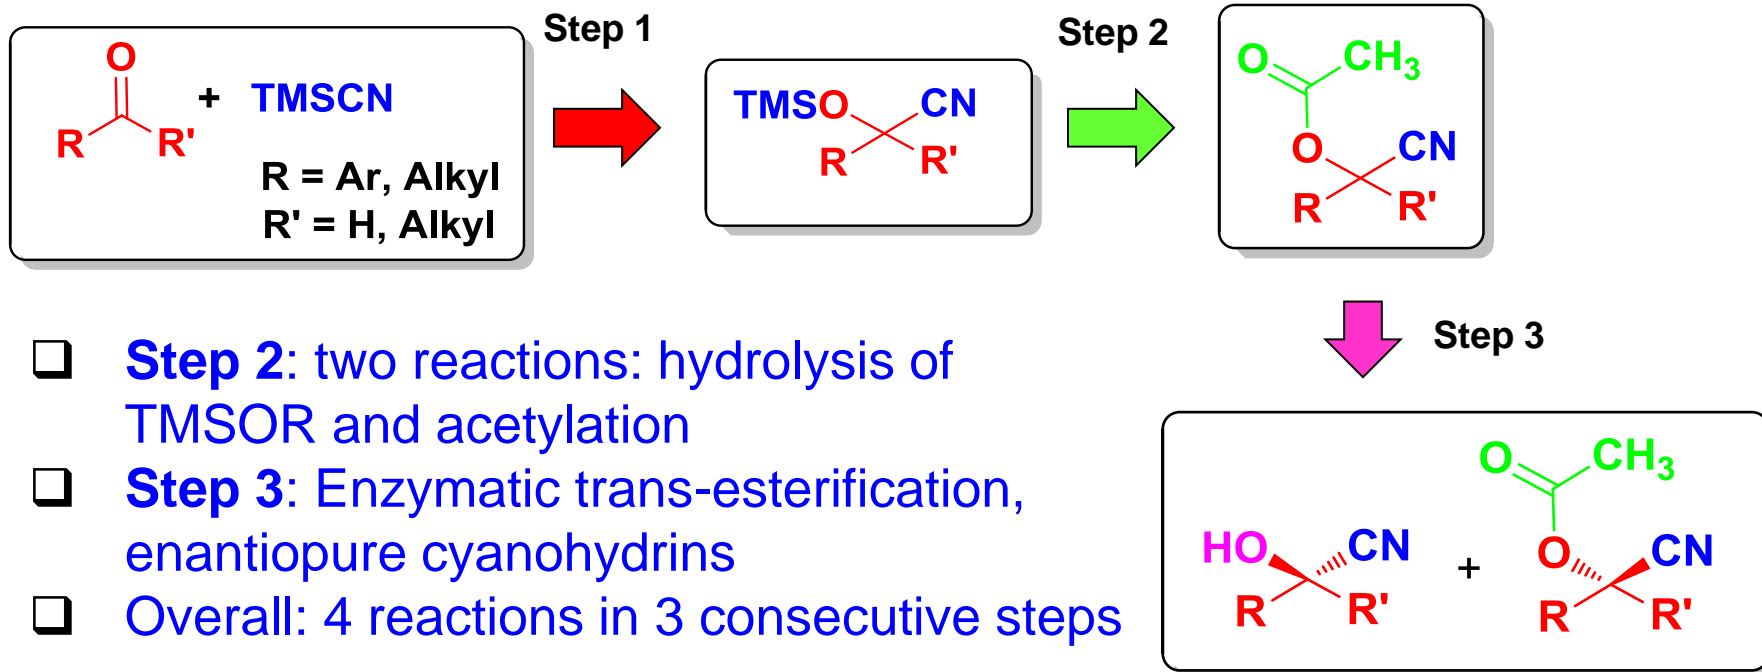 Step 1
Step 2
O
R
R'
+ TMSCN
R = Ar, Alkyl
R' = H, Alkyl
TMSO CN
R R'
O CH3
O CN
R R'
Step 3
Step 2: two reactions: hydrolysis of
TMSOR and acetylation
Step 3: Enzymatic trans-esterification,
enantiopure cyanohydrins
Overall: 4 reactions in 3 consecutive steps
HO CN
R R'
+
O CH3
O CN
R R'